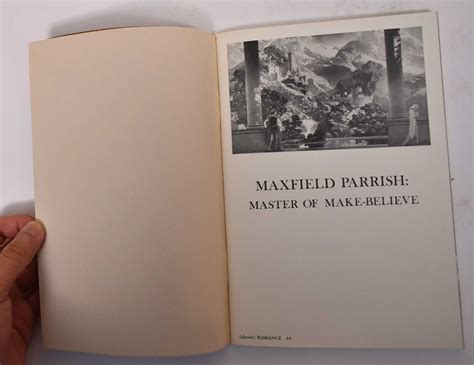 MAXFIELD PARRISH:
MASTER OF MAKE-BELIEVE
(above) ROMANCE 64